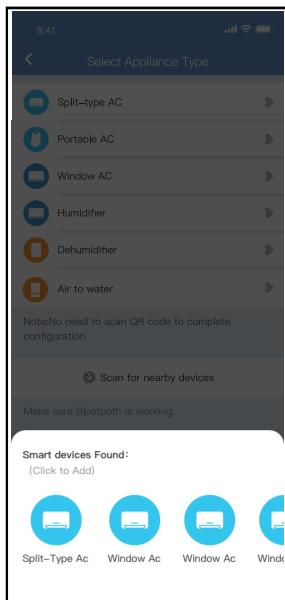 9:41
Select Appliance Type
Split-type AC
Portable AC
Window AC
Humidifier
Dehumidifier
Air to water
Note:No need to scan QR code to complete
configuration
Scan for nearby devices
Make sure Bluetooth is working.
Smart devices Found:
(Click to Add)
Split-Type Ac Window Ac Window Ac Windo